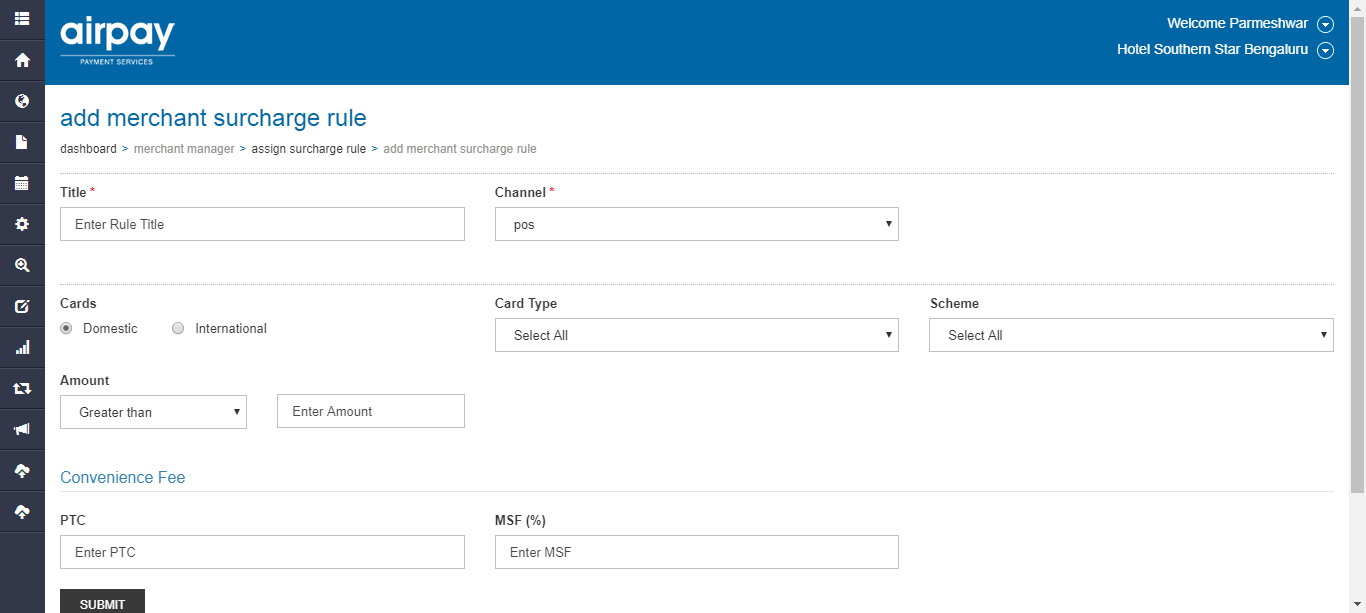 airpay
PAYMENT SERVICES
Welcome Parmeshwar
Hotel Southern Star Bengaluru
add merchant surcharge rule
dashboard > merchant manager > assign surcharge rule > add merchant surcharge rule
Title * Channel *
Enter Rule Title pos
Cards Card Type Scheme
Domestic International Select All Select All
Amount
Greater than Enter Amount
Convenience Fee
PTC MSF (%)
Enter PTC Enter MSF
SUBMIT